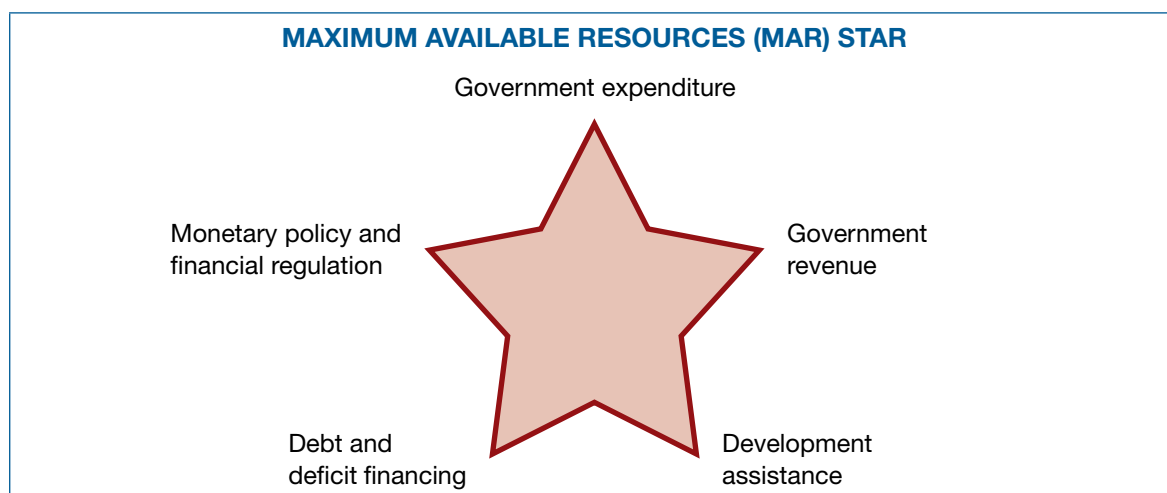 MAXIMUM AVAILABLE RESOURCES (MAR) STAR
Government expenditure
Monetary policy and
financial regulation
Government
revenue
Debt and
deficit financing
Development
assistance